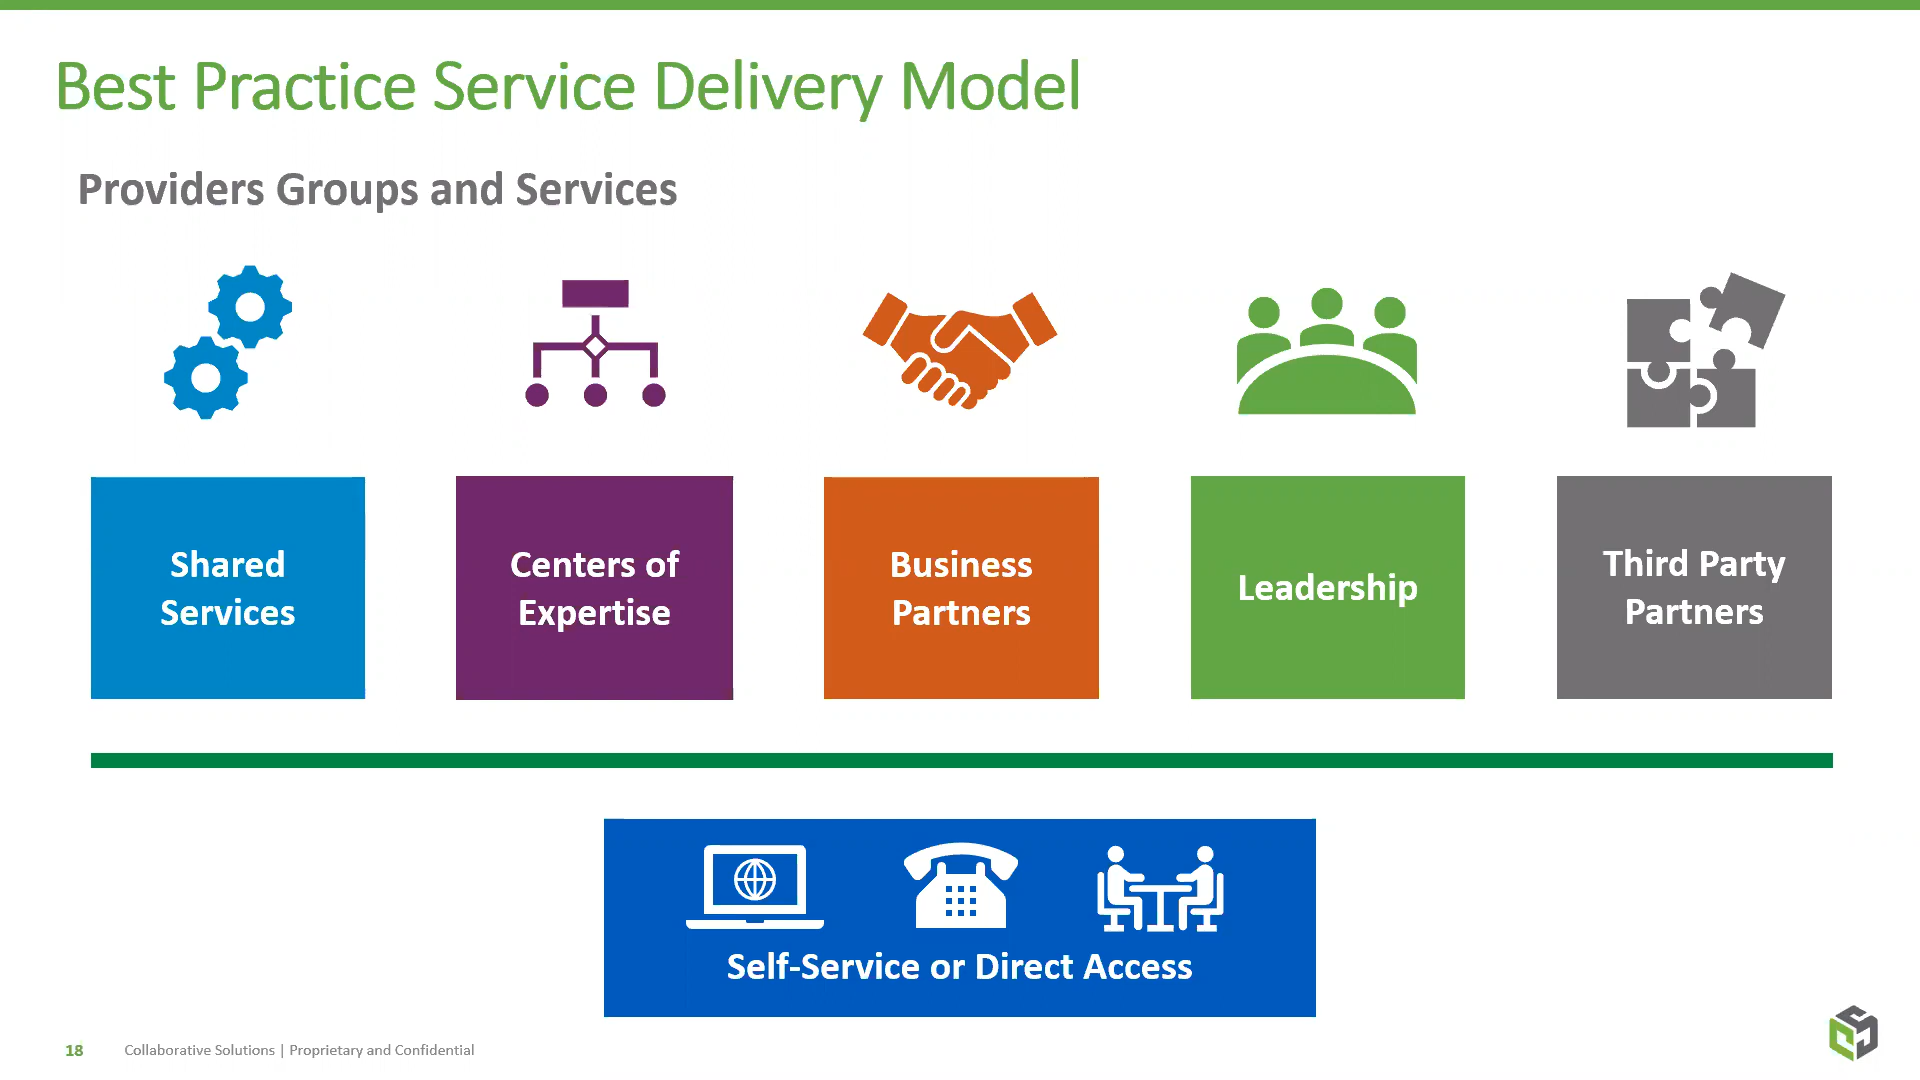 Best Practice Service Delivery Model
Providers Groups and Services
Shared
Services
Centers of
Expertise
Business
Partners
Leadership
Third Party
Partners
Self-Service or Direct Access
18 Collaborative Solutions | Proprietary and Confidential